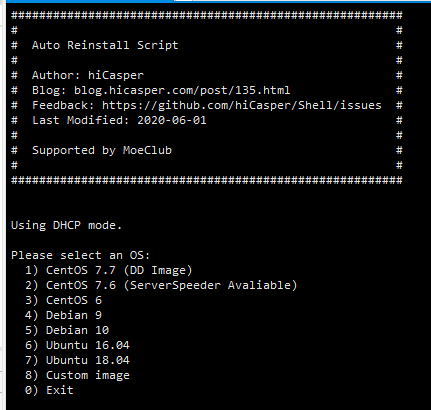 ########################################################
#                                                      #
#  Auto Reinstall Script                               #
#                                                      #
#  Author: hiCasper                                    #
#  Blog: blog.hicasper.com/post/135.html               #
#  Feedback: https://github.com/hiCasper/Shell/issues  #
#  Last Modified: 2020-06-01                           #
#                                                      #
#  Supported by MoeClub                                #
#                                                      #
########################################################
Using DHCP mode.
Please select an OS:
  1) CentOS 7.7 (DD Image)
  2) CentOS 7.6 (ServerSpeeder Avaliable)
  3) CentOS 6
  4) Debian 9
  5) Debian 10
  6) Ubuntu 16.04
  7) Ubuntu 18.04
  8) Custom image
  0) Exit